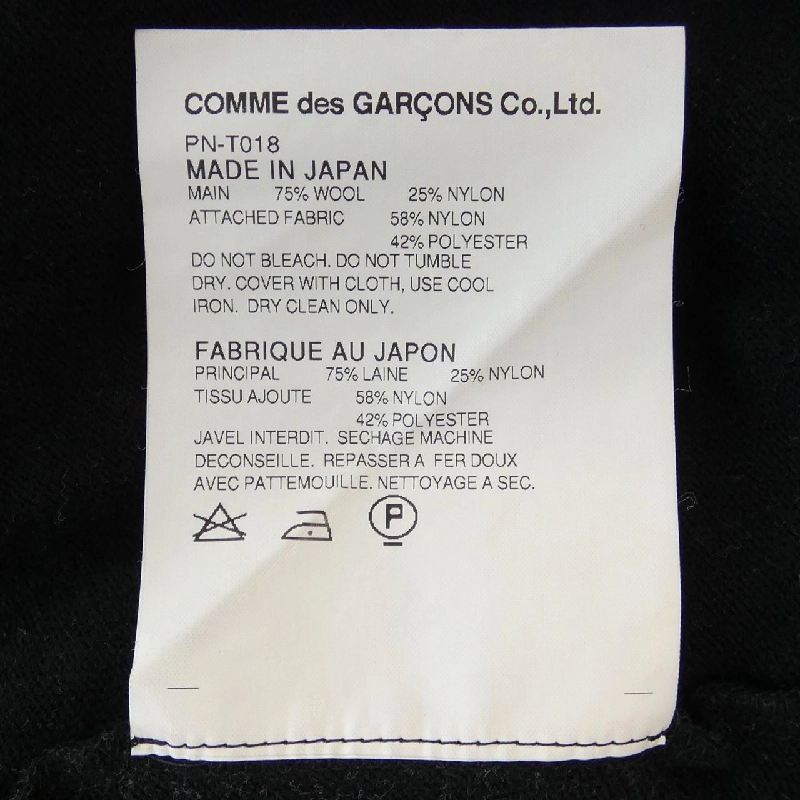 COMME des GARÇONS Co.,Ltd.
PN-T018
MADE IN JAPAN
MAIN 75% WOOL 25% NYLON
ATTACHED FABRIC 58% NYLON
42% POLYESTER
DO NOT BLEACH. DO NOT TUMBLE
DRY. COVER WITH CLOTH, USE COOL
IRON. DRY CLEAN ONLY.
FABRIQUE AU JAPON
PRINCIPAL 75% LAINE 25% NYLON
TISSU AJOUTE 58% NYLON
42% POLYESTER
JAVEL INTERDIT. SECHAGE MACHINE
DECONSEILLE. REPASSER A FER DOUX
AVEC PATTEMOUILLE. NETTOYAGE A SEC.
P